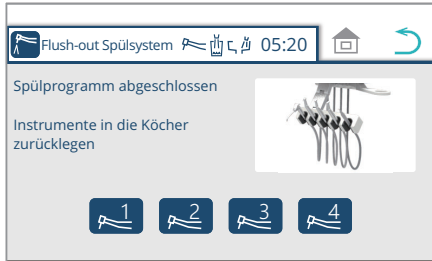 Flush-out Spülsystem 05:20
Spülprogramm abgeschlossen
Instrumente in die Köcher
zurücklegen
1 2 3 4